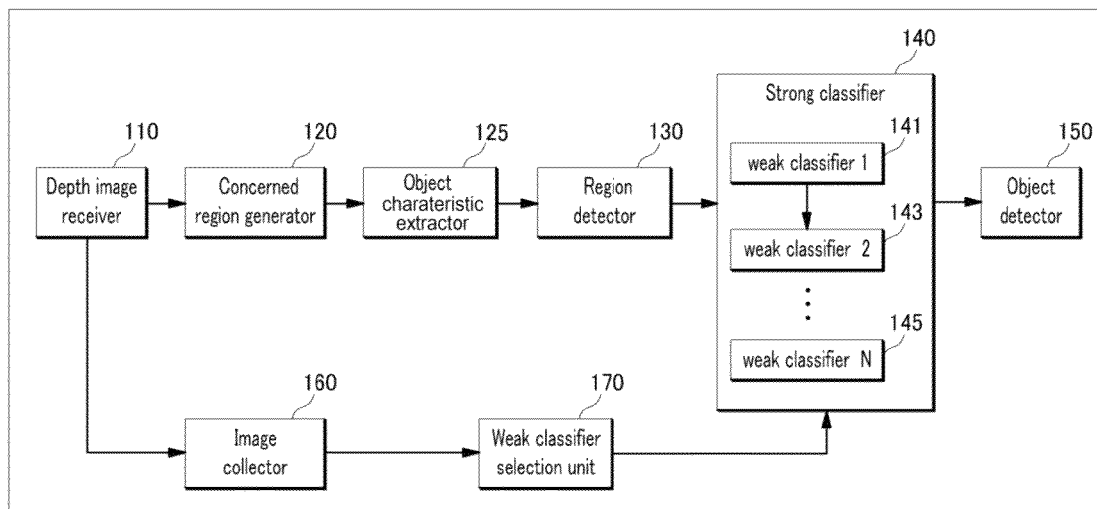 140
Strong classifier
110
120
125
130
141
150
Depth image
receiver
Concerned
region generator
Object
charateristic
extractor
Region
detector
weak classifier 1
Object
detector
143
weak classifier 2
145
weak classifier N
160
170
Image
collector
Weak classifier
selection unit